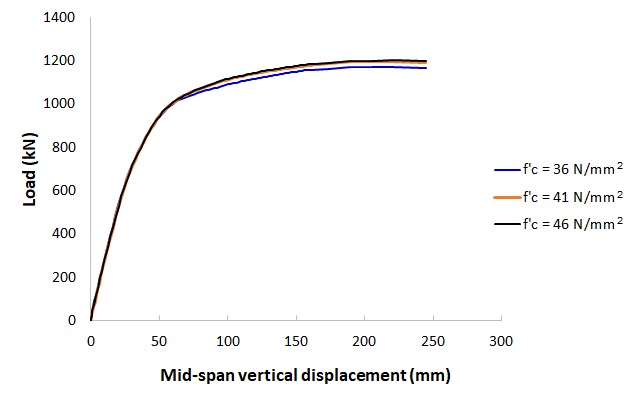 1400
1200
1000
800
600
400
200
0
Load (kN)
0 50 100 150 200 250 300
Mid-span vertical displacement (mm)
f'c = 36 N/mm²
f'c = 41 N/mm²
f'c = 46 N/mm²